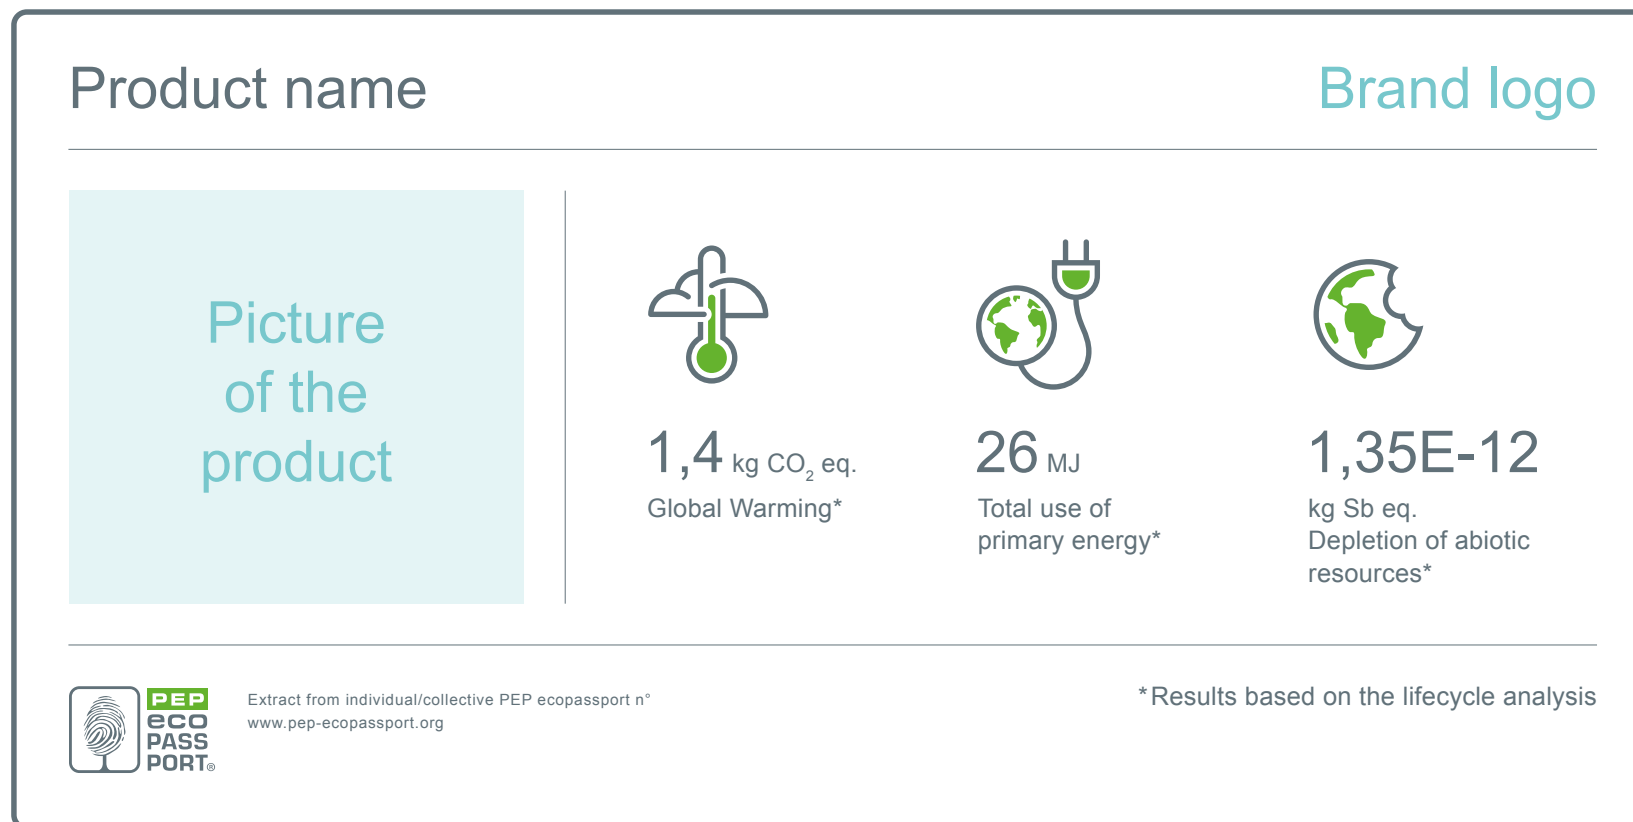 Product name
Brand logo
Picture
of the
product
1,4 kg CO₂ eq.
Global Warming*
26 MJ
Total use of
primary energy*
1,35E-12
kg Sb eq.
Depletion of abiotic
resources*
PEP
eco
PASS
PORT®
Extract from individual/collective PEP ecopassport n°
www.pep-ecopassport.org
*Results based on the lifecycle analysis